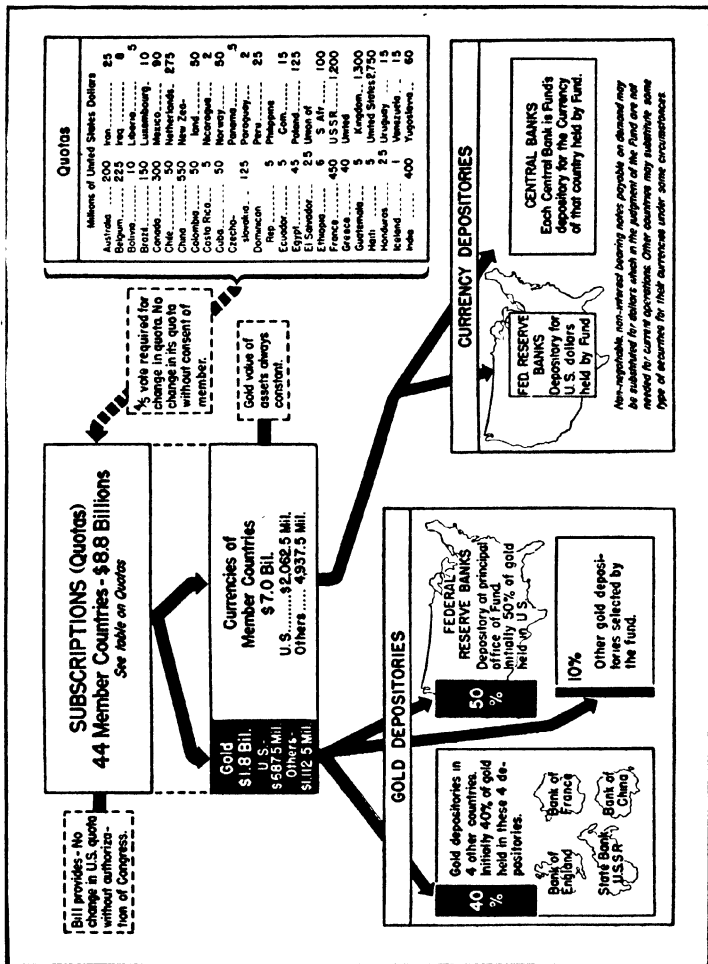 Bill provides - No
change in U.S. quota
without authoriza-
tion of Congress.
SUBSCRIPTIONS (Quotas)
44 Member Countries - $8.8 Billions
See table on Quotas
4/5 vote required for
change in quota. No
change in its quota
without consent of
member.
Gold
$1.8 Bil.
U.S.
$687.5 Mil.
Others-
$1,112.5 Mil.
Currencies of
Member Countries
$7.0 Bil.
U.S......$2,062.5 Mil.
Others..... 4,937.5 Mil.
Gold value of
assets always
constant.
Quotas
Millions of United States Dollars
Australia... 200 Iran... 25
Belgium... 225 Iraq... 8
Bolivia... 10 Liberia... .5
Brazil... 150 Luxembourg... 10
Canada... 300 Mexico... 90
Chile... 50 Netherlands... 275
China... 550 New Zea-
Colombia... 50 land... 50
Costa Rica... 5 Nicaragua... 2
Cuba... 50 Norway... 50
Czecho- Panama... .5
slovakia... 125 Paraguay... 2
Dominican Peru... 25
Rep... 5 Philippine
Ecuador... 5 Com.... 15
Egypt... 45 Poland... 125
El Salvador... 2.5 Union of
Ethiopia... 6 S Afr... 100
France... 450 U S S R... 1,200
Greece... 40 United
Guatemala... 5 Kingdom... 1,300
Haiti... 5 United States 2,750
Honduras... 2.5 Uruguay... 15
Iceland... 1 Venezuela... 15
India... 400 Yugoslavia... 60
GOLD DEPOSITORIES
40
%
Gold depositories in
4 other countries.
Initially 40% of gold
held in these 4 de-
positories.
Bank of
England
Bank of
France
State Bank
U.S.S.R.
Bank of
China
50
%
FEDERAL
RESERVE BANKS
Depository at principal
office of Fund.
Initially 50% of gold
held in U.S.
10%
Other gold deposi-
tories selected by
the fund.
CURRENCY DEPOSITORIES
FED. RESERVE
BANKS
Depository for
U.S. dollars
held by Fund
CENTRAL BANKS
Each Central Bank is Fund's
depository for the Currency
of that country held by Fund.
Non-negotiable, non-interest bearing notes payable on demand may
be substituted for dollars which in the judgment of the Fund are not
needed for current operations. Other countries may substitute some
type of securities for their currencies under some circumstances.